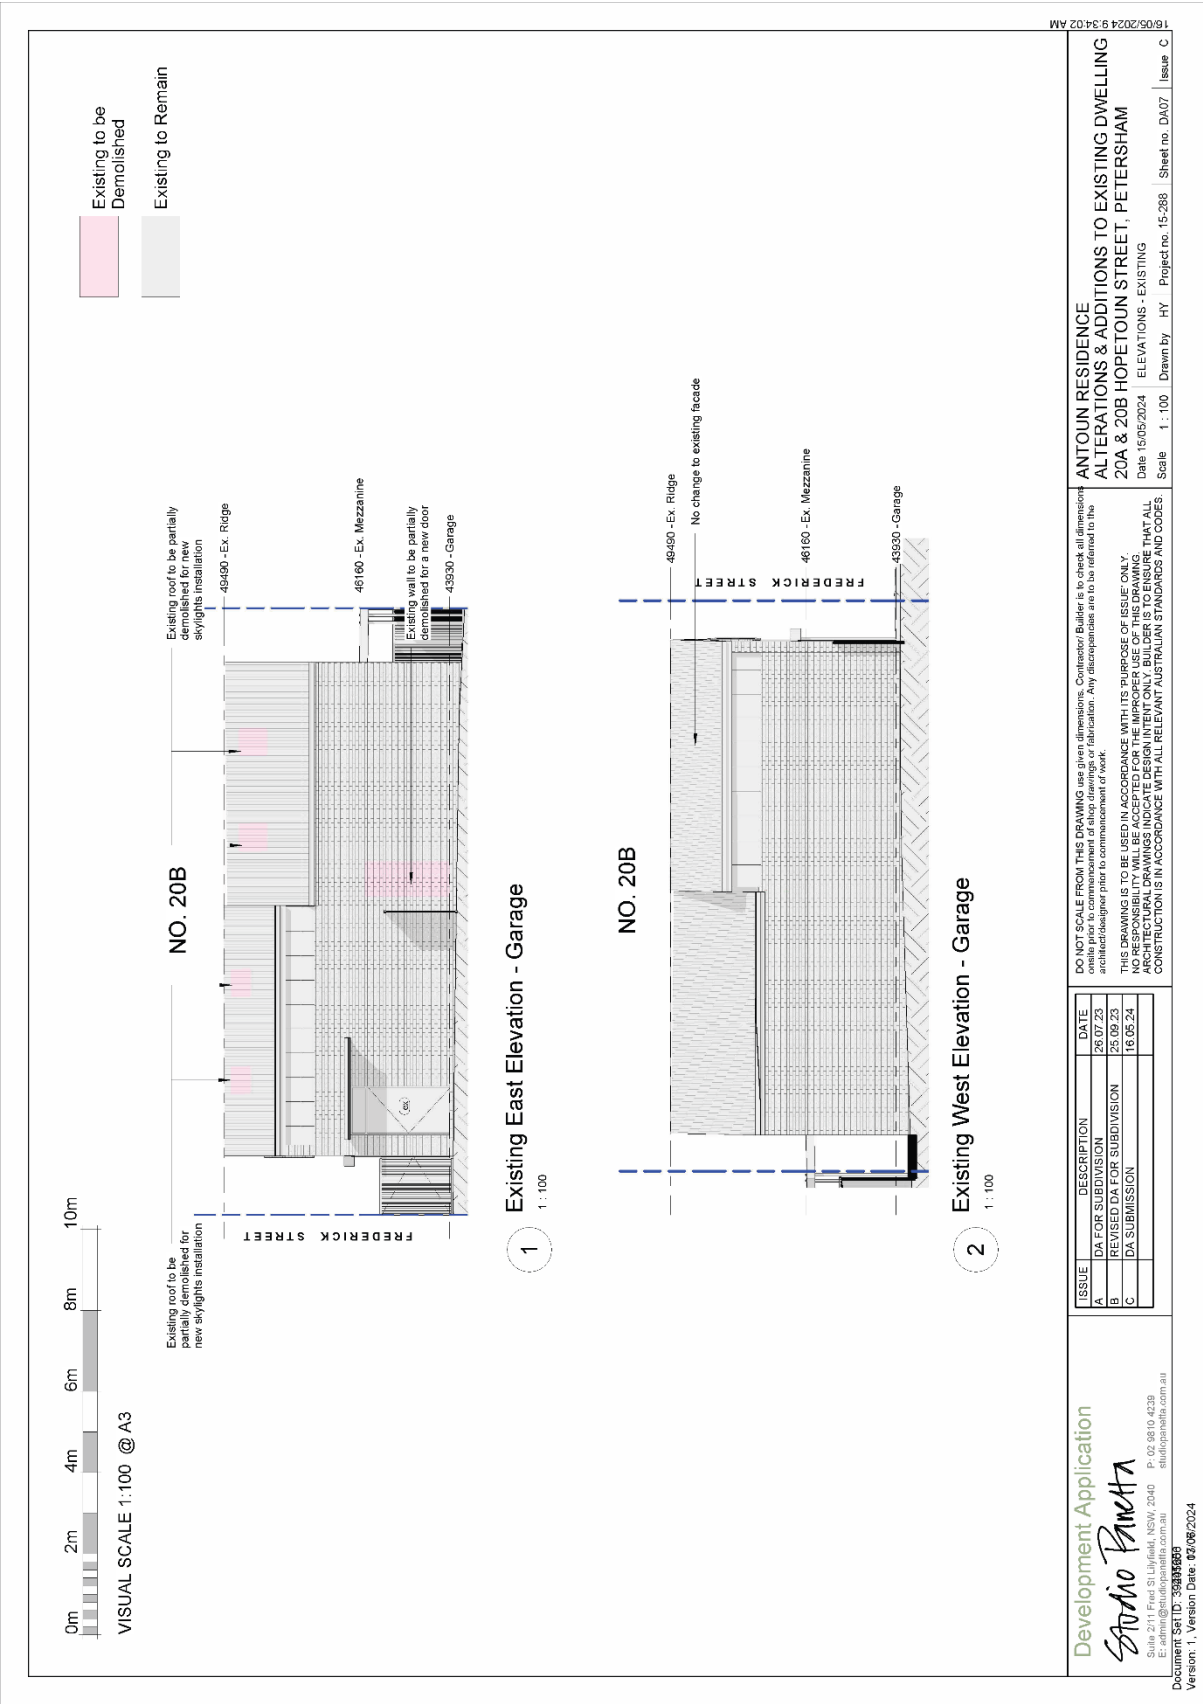 0m 2m 4m 6m 8m 10m
VISUAL SCALE 1:100 @ A3
Existing to be
Demolished
Existing to Remain
Existing roof to be
partially demolished for
new skylights installation
NO. 20B
Existing roof to be partially
demolished for new
skylights installation
49490 - Ex. Ridge
46160 - Ex. Mezzanine
Existing wall to be partially
demolished for a new door
43930 - Garage
FREDERICK STREET
ex
1
Existing East Elevation - Garage
1 : 100
NO. 20B
49490 - Ex. Ridge
No change to existing facade
46160 - Ex. Mezzanine
43930 - Garage
FREDERICK STREET
2
Existing West Elevation - Garage
1 : 100
Development Application
Studio Panetta
Suite 2/11 Fred St Lilyfield, NSW, 2040 P: 02 9810 4239
E: admin@studiopanetta.com.au studiopanetta.com.au
ISSUE DESCRIPTION DATE
A DA FOR SUBDIVISION 26.07.23
B REVISED DA FOR SUBDIVISION 25.09.23
C DA SUBMISSION 16.05.24
DO NOT SCALE FROM THIS DRAWING use given dimensions. Contractor/ Builder is to check all dimensions
onsite prior to commencement of shop drawings or fabrication. Any discrepancies are to be referred to the
architect/designer prior to commencement of work.
THIS DRAWING IS TO BE USED IN ACCORDANCE WITH ITS 'PURPOSE OF ISSUE' ONLY.
NO RESPONSIBILITY WILL BE ACCEPTED FOR THE IMPROPER USE OF THIS DRAWING.
ARCHITECTURAL DRAWINGS INDICATE DESIGN INTENT ONLY. BUILDER IS TO ENSURE THAT ALL
CONSTRUCTION IS IN ACCORDANCE WITH ALL RELEVANT AUSTRALIAN STANDARDS AND CODES.
ANTOUN RESIDENCE
ALTERATIONS & ADDITIONS TO EXISTING DWELLING
20A & 20B HOPETOUN STREET, PETERSHAM
Date 15/05/2024 ELEVATIONS - EXISTING
Scale 1 : 100 Drawn by HY Project no. 15-288 Sheet no. DA07 Issue C
16/05/2024 9:34:02 AM
Document Set ID:
Version: 1, Version Date: